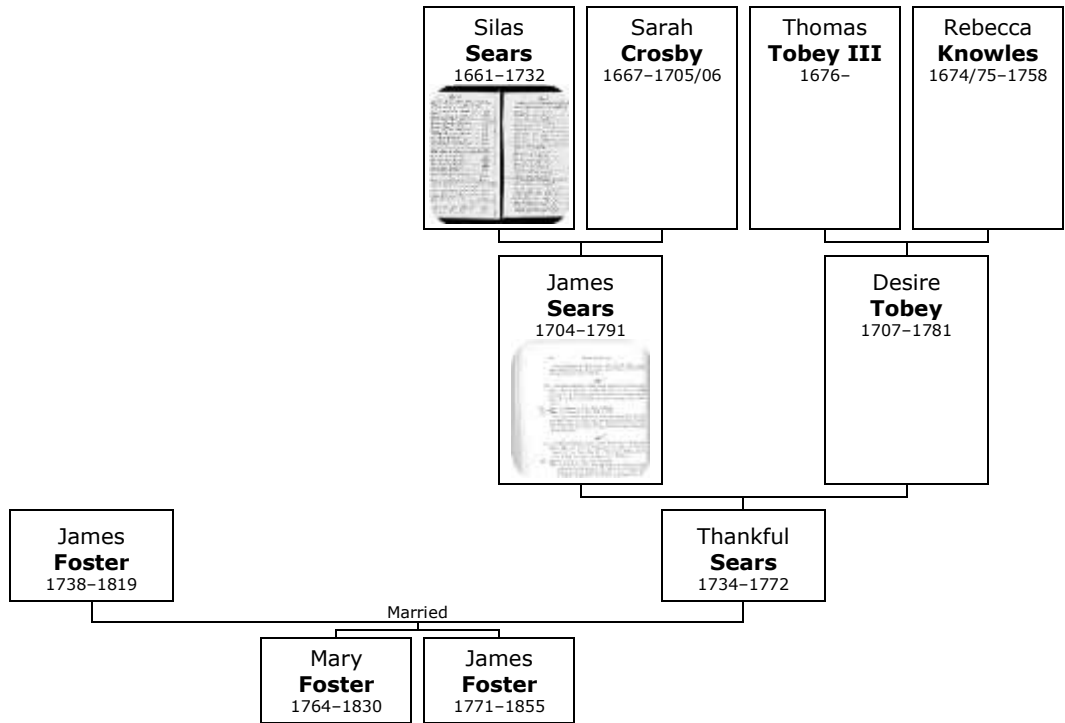 Silas
Sears
1661–1732
Sarah
Crosby
1667–1705/06
Thomas
Tobey III
1676–
Rebecca
Knowles
1674/75–1758
James
Sears
1704–1791
Desire
Tobey
1707–1781
James
Foster
1738–1819
Thankful
Sears
1734–1772
Married
Mary
Foster
1764–1830
James
Foster
1771–1855